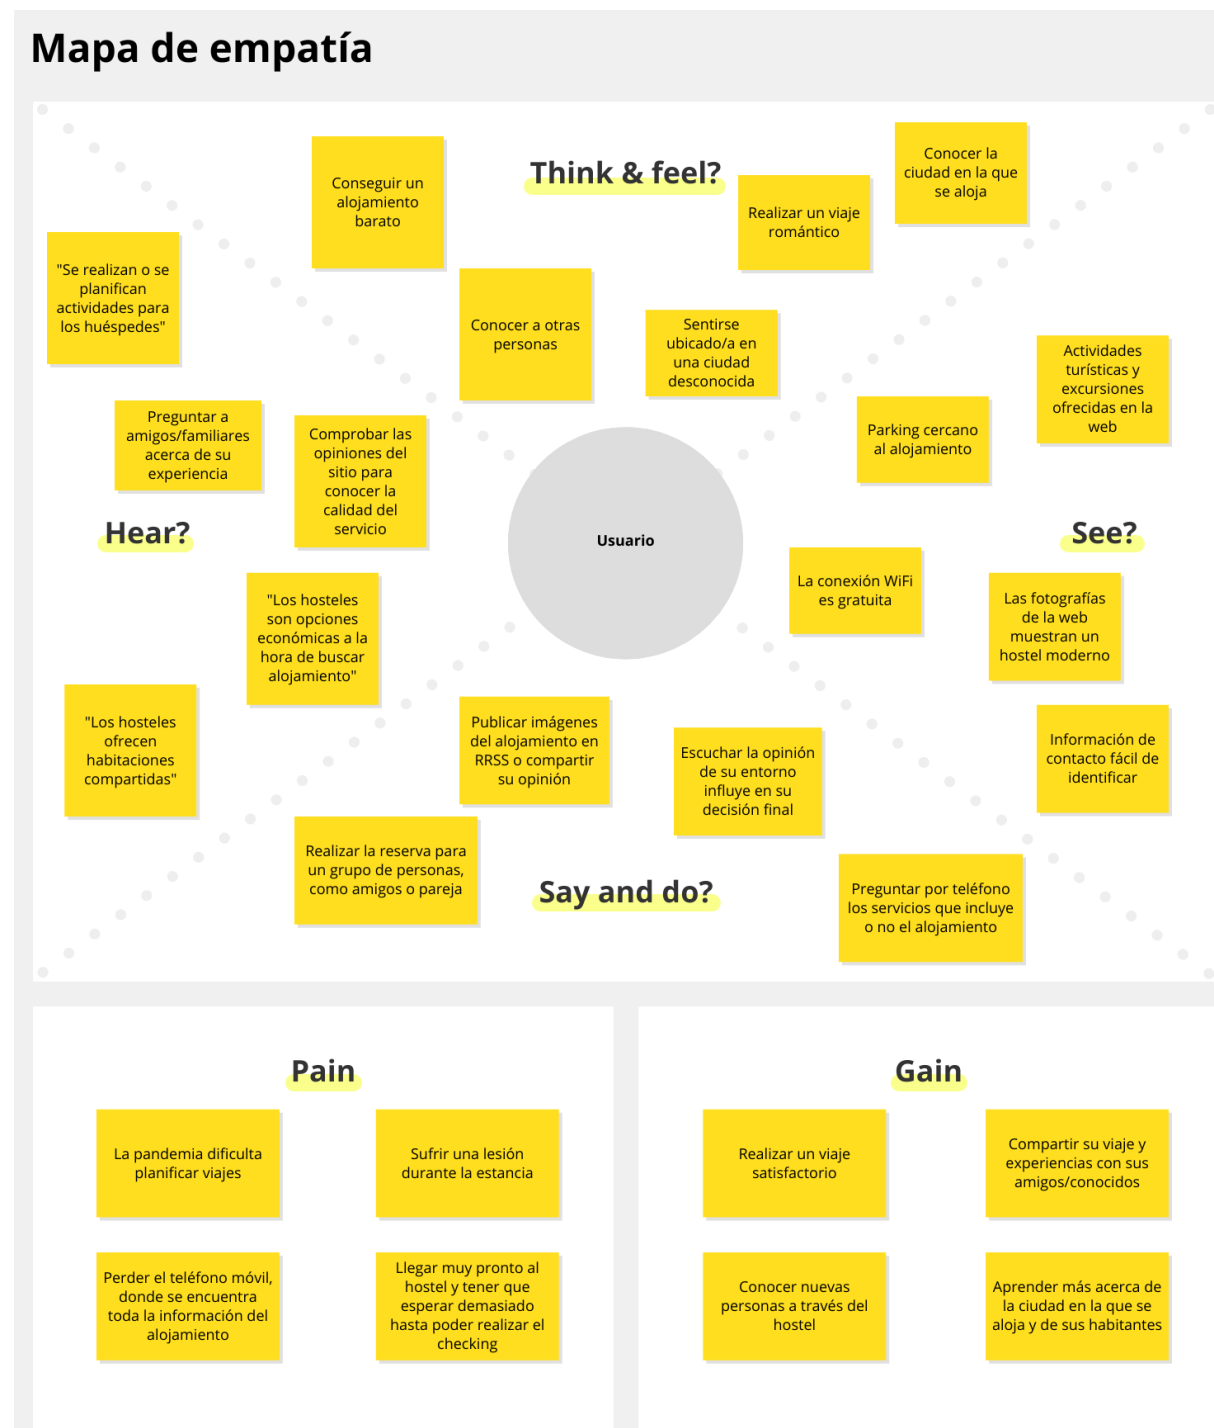 Mapa de empatía
Think & feel?
Conseguir un
alojamiento
barato
Conocer a otras
personas
Realizar un viaje
romántico
Conocer la
ciudad en la que
se aloja
Sentirse
ubicado/a en
una ciudad
desconocida
Hear?
"Se realizan o se
planifican
actividades para
los huéspedes"
Preguntar a
amigos/familiares
acerca de su
experiencia
Comprobar las
opiniones del
sitio para
conocer la
calidad del
servicio
"Los hosteles
son opciones
económicas a la
hora de buscar
alojamiento"
"Los hosteles
ofrecen
habitaciones
compartidas"
Usuario
See?
Actividades
turísticas y
excursiones
ofrecidas en la
web
Parking cercano
al alojamiento
La conexión WiFi
es gratuita
Las fotografías
de la web
muestran un
hostel moderno
Información de
contacto fácil de
identificar
Say and do?
Publicar imágenes
del alojamiento en
RRSS o compartir
su opinión
Escuchar la opinión
de su entorno
influye en su
decisión final
Realizar la reserva para
un grupo de personas,
como amigos o pareja
Preguntar por teléfono
los servicios que incluye
o no el alojamiento
Pain
La pandemia dificulta
planificar viajes
Sufrir una lesión
durante la estancia
Perder el teléfono móvil,
donde se encuentra
toda la información del
alojamiento
Llegar muy pronto al
hostel y tener que
esperar demasiado
hasta poder realizar el
checking
Gain
Realizar un viaje
satisfactorio
Compartir su viaje y
experiencias con sus
amigos/conocidos
Conocer nuevas
personas a través del
hostel
Aprender más acerca de
la ciudad en la que se
aloja y de sus habitantes